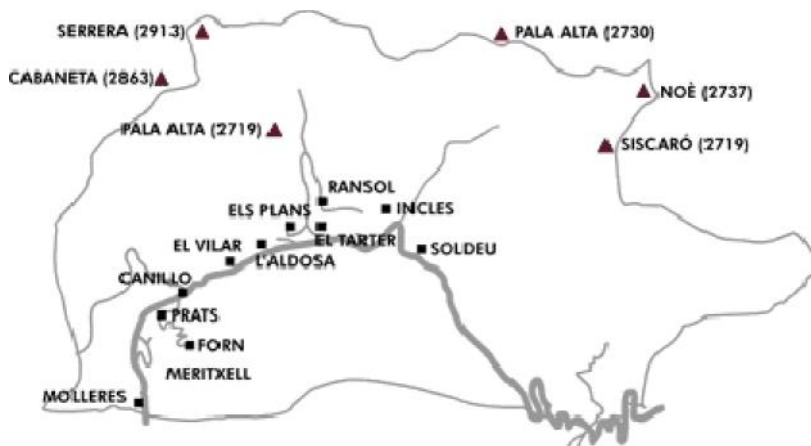 SERRERA (2913)
PALA ALTA (2730)
CABANETA (2863)
NOÈ (2737)
PALA ALTA (2719)
SISCARÓ (2719)
RANSOL
ELS PLANS
INCLES
EL VILAR
EL TARTER
SOLDEU
L'ALDOSA
CANILLO
PRATS
FORN
MERITXELL
MOLLERES